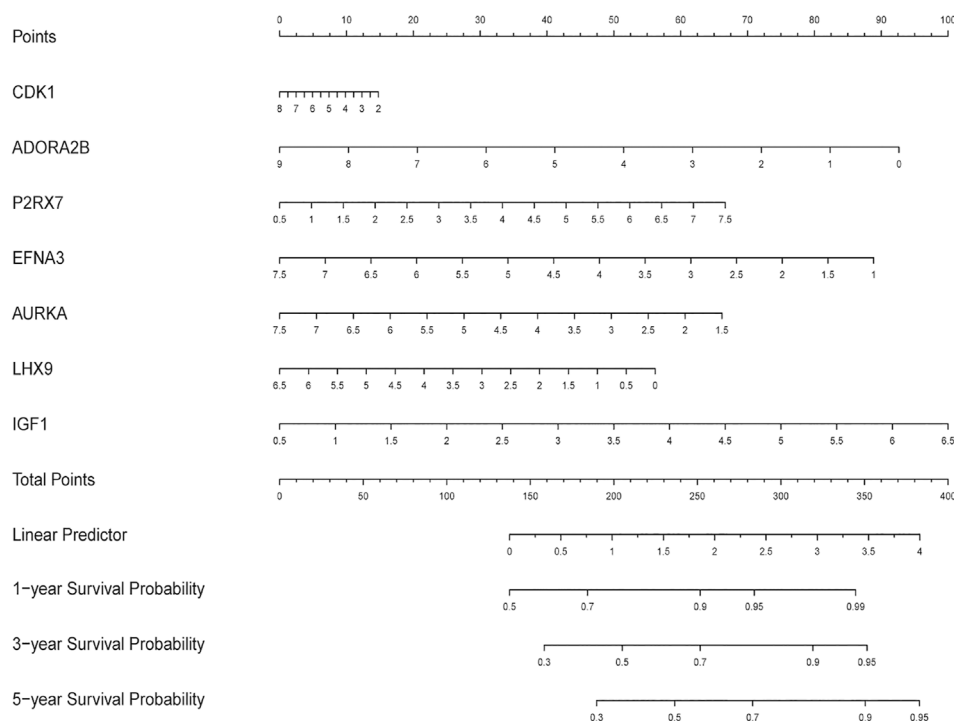 Points 0 10 20 30 40 50 60 70 80 90 100
CDK1
8 7 6 5 4 3 2
ADORA2B
9 8 7 6 5 4 3 2 1 0
P2RX7
0.5 1 1.5 2 2.5 3 3.5 4 4.5 5 5.5 6 6.5 7 7.5
EFNA3
7.5 7 6.5 6 5.5 5 4.5 4 3.5 3 2.5 2 1.5 1
AURKA
7.5 7 6.5 6 5.5 5 4.5 4 3.5 3 2.5 2 1.5
LHX9
6.5 6 5.5 5 4.5 4 3.5 3 2.5 2 1.5 1 0.5 0
IGF1
0.5 1 1.5 2 2.5 3 3.5 4 4.5 5 5.5 6 6.5
Total Points
0 50 100 150 200 250 300 350 400
Linear Predictor
0 0.5 1 1.5 2 2.5 3 3.5 4
1−year Survival Probability
0.5 0.7 0.9 0.95 0.99
3−year Survival Probability
0.3 0.5 0.7 0.9 0.95
5−year Survival Probability
0.3 0.5 0.7 0.9 0.95